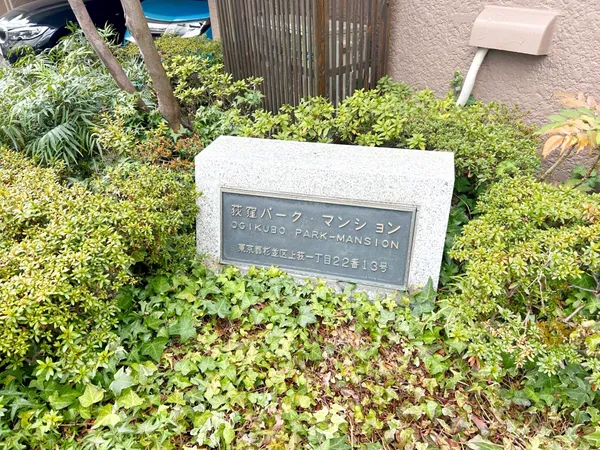 荻窪パーク・マンション
OGIKUBO PARK-MANSION
東京都杉並区上荻一丁目22番13号